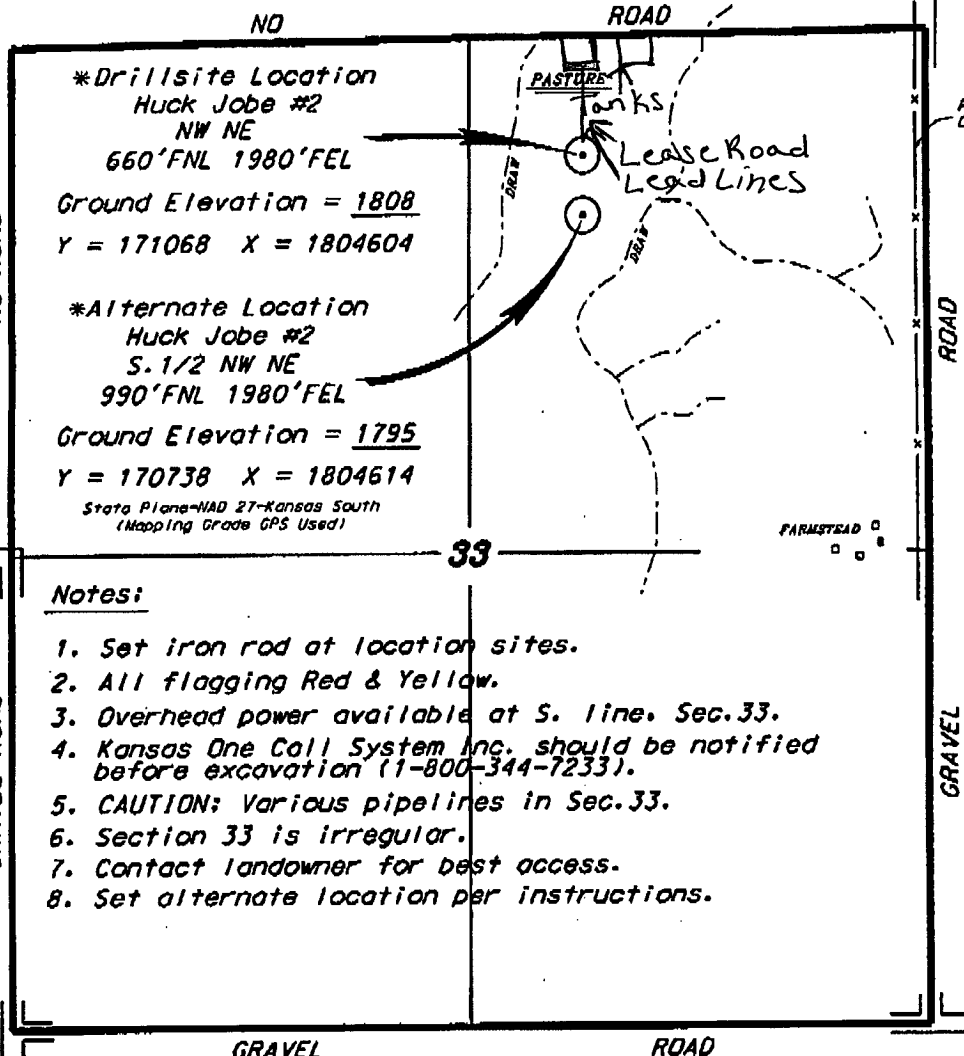 NO ROAD
*Drillsite Location
Huck Jobe #2
NW NE
660'FNL 1980'FEL
Ground Elevation = 1808
Y = 171068 X = 1804604
PASTURE
Tanks
Lease Road
Lead Lines
DRAW
DRAW
*Alternate Location
Huck Jobe #2
S.1/2 NW NE
990'FNL 1980'FEL
Ground Elevation = 1795
Y = 170738 X = 1804614
State Plane-NAD 27-Kansas South
(Mapping Grade GPS Used)
ROAD
FARMSTEAD
33
Notes:
1. Set iron rod at location sites.
2. All flagging Red & Yellow.
3. Overhead power available at S. line. Sec.33.
4. Kansas One Call System Inc. should be notified
before excavation (1-800-344-7233).
5. CAUTION: Various pipelines in Sec.33.
6. Section 33 is irregular.
7. Contact landowner for best access.
8. Set alternate location per instructions.
GRAVEL
GRAVEL ROAD